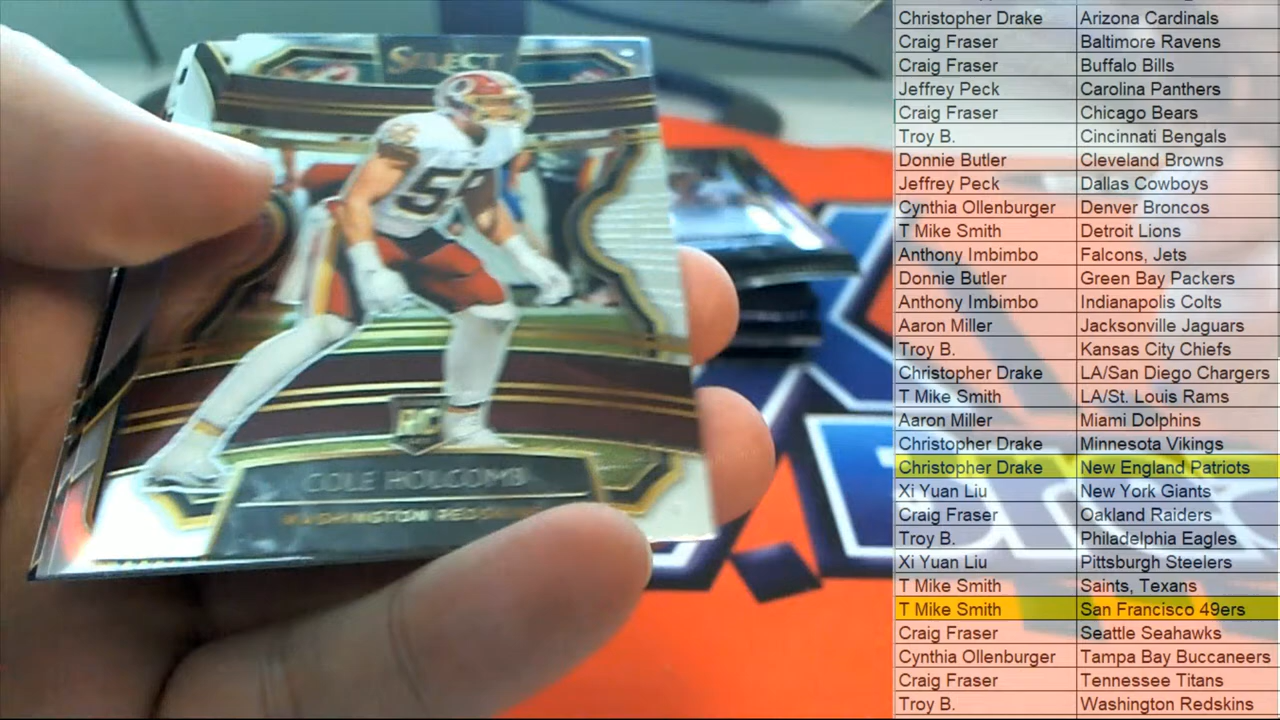 SELECT
55
RC
COLE HOLCOMB
WASHINGTON REDSKINS
Christopher Drake Arizona Cardinals
Craig Fraser Baltimore Ravens
Craig Fraser Buffalo Bills
Jeffrey Peck Carolina Panthers
Craig Fraser Chicago Bears
Troy B. Cincinnati Bengals
Donnie Butler Cleveland Browns
Jeffrey Peck Dallas Cowboys
Cynthia Ollenburger Denver Broncos
T Mike Smith Detroit Lions
Anthony Imbimbo Falcons, Jets
Donnie Butler Green Bay Packers
Anthony Imbimbo Indianapolis Colts
Aaron Miller Jacksonville Jaguars
Troy B. Kansas City Chiefs
Christopher Drake LA/San Diego Chargers
T Mike Smith LA/St. Louis Rams
Aaron Miller Miami Dolphins
Christopher Drake Minnesota Vikings
Christopher Drake New England Patriots
Xi Yuan Liu New York Giants
Craig Fraser Oakland Raiders
Troy B. Philadelphia Eagles
Xi Yuan Liu Pittsburgh Steelers
T Mike Smith Saints, Texans
T Mike Smith San Francisco 49ers
Craig Fraser Seattle Seahawks
Cynthia Ollenburger Tampa Bay Buccaneers
Craig Fraser Tennessee Titans
Troy B. Washington Redskins